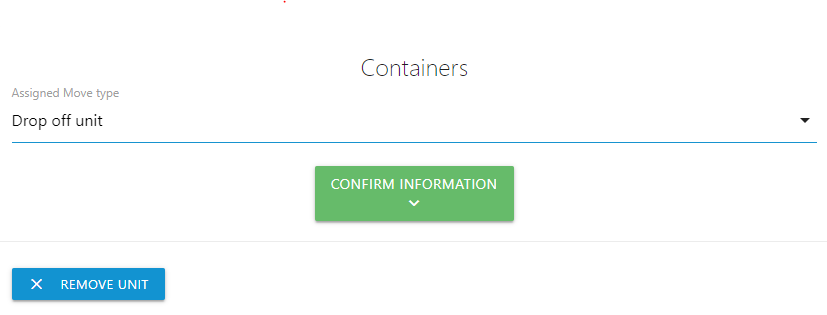 Containers
Assigned Move type
Drop off unit
CONFIRM INFORMATION
REMOVE UNIT